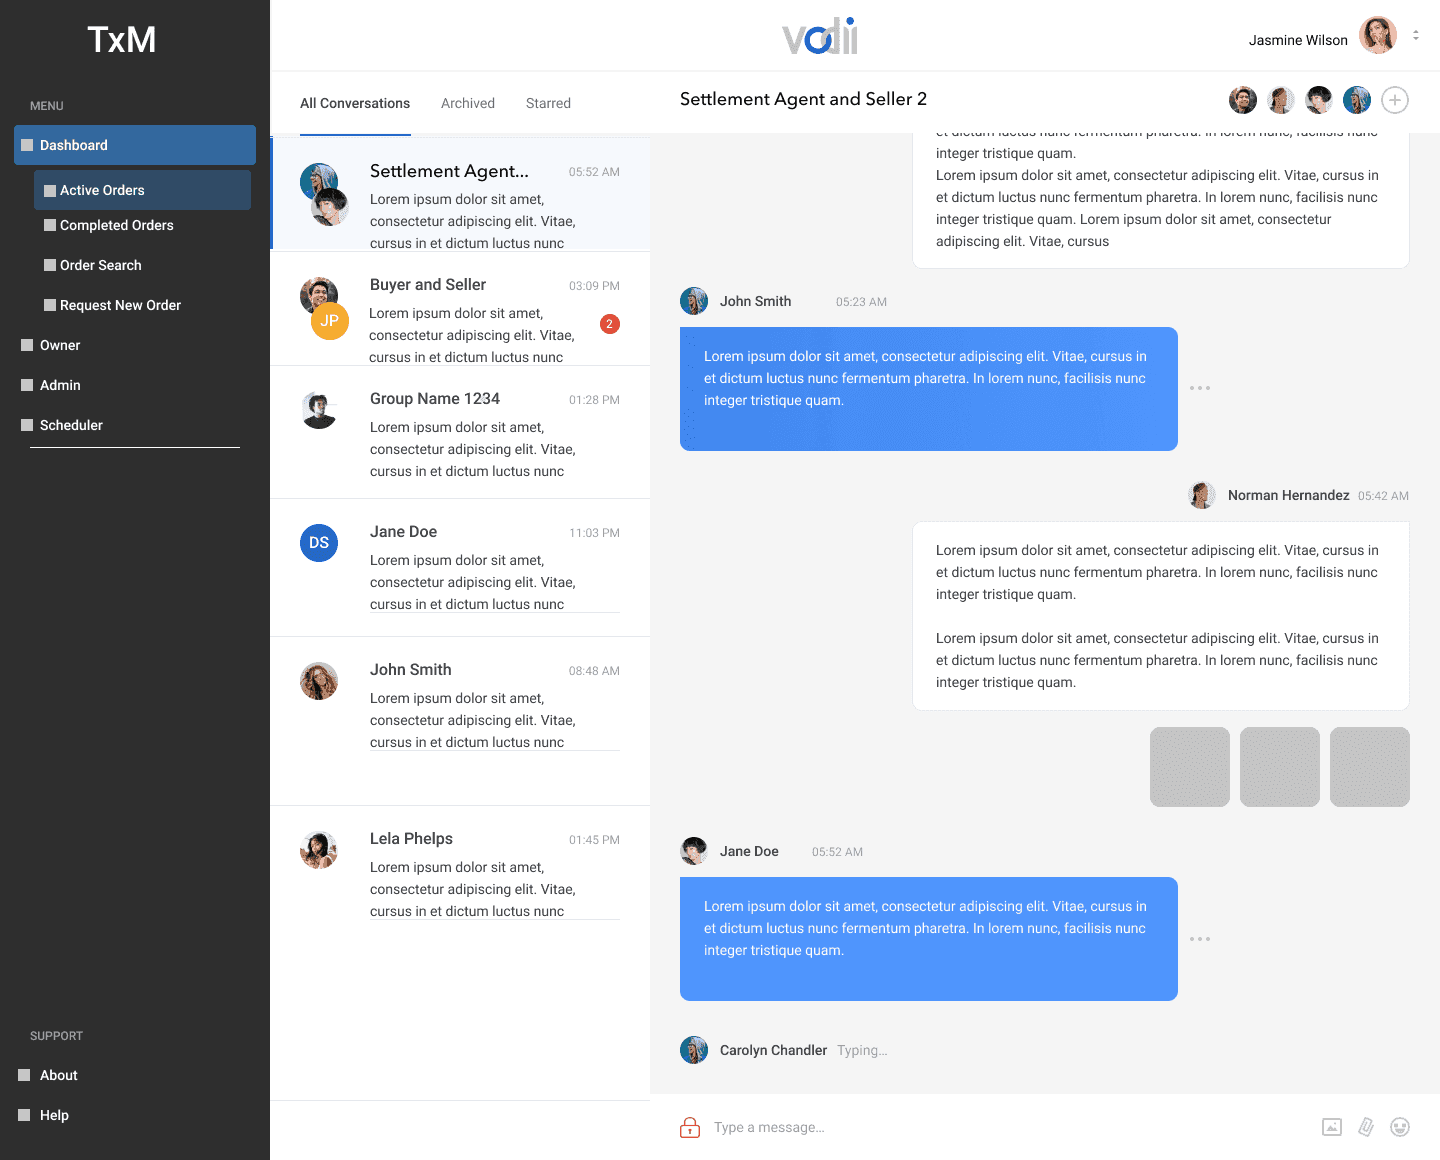 TxM
MENU
Dashboard
Active Orders
Completed Orders
Order Search
Request New Order
Owner
Admin
Scheduler
SUPPORT
About
Help
vodii
Jasmine Wilson
All Conversations
Archived
Starred
Settlement Agent...
05:52 AM
Lorem ipsum dolor sit amet,
consectetur adipiscing elit. Vitae,
cursus in et dictum luctus nunc
Buyer and Seller
03:09 PM
Lorem ipsum dolor sit amet,
consectetur adipiscing elit. Vitae,
cursus in et dictum luctus nunc
JP
2
Group Name 1234
01:28 PM
Lorem ipsum dolor sit amet,
consectetur adipiscing elit. Vitae,
cursus in et dictum luctus nunc
DS
Jane Doe
11:03 PM
Lorem ipsum dolor sit amet,
consectetur adipiscing elit. Vitae,
cursus in et dictum luctus nunc
John Smith
08:48 AM
Lorem ipsum dolor sit amet,
consectetur adipiscing elit. Vitae,
cursus in et dictum luctus nunc
Lela Phelps
01:45 PM
Lorem ipsum dolor sit amet,
consectetur adipiscing elit. Vitae,
cursus in et dictum luctus nunc
Settlement Agent and Seller 2
et dictum luctus nunc fermentum pharetra. In lorem nunc, facilisis nunc
integer tristique quam.
Lorem ipsum dolor sit amet, consectetur adipiscing elit. Vitae, cursus in
et dictum luctus nunc fermentum pharetra. In lorem nunc, facilisis nunc
integer tristique quam. Lorem ipsum dolor sit amet, consectetur
adipiscing elit. Vitae, cursus
John Smith
05:23 AM
Lorem ipsum dolor sit amet, consectetur adipiscing elit. Vitae, cursus in
et dictum luctus nunc fermentum pharetra. In lorem nunc, facilisis nunc
integer tristique quam.
Norman Hernandez
05:42 AM
Lorem ipsum dolor sit amet, consectetur adipiscing elit. Vitae, cursus in
et dictum luctus nunc fermentum pharetra. In lorem nunc, facilisis nunc
integer tristique quam.
Lorem ipsum dolor sit amet, consectetur adipiscing elit. Vitae, cursus in
et dictum luctus nunc fermentum pharetra. In lorem nunc, facilisis nunc
integer tristique quam.
Jane Doe
05:52 AM
Lorem ipsum dolor sit amet, consectetur adipiscing elit. Vitae, cursus in
et dictum luctus nunc fermentum pharetra. In lorem nunc, facilisis nunc
integer tristique quam.
Carolyn Chandler
Typing...
Type a message...